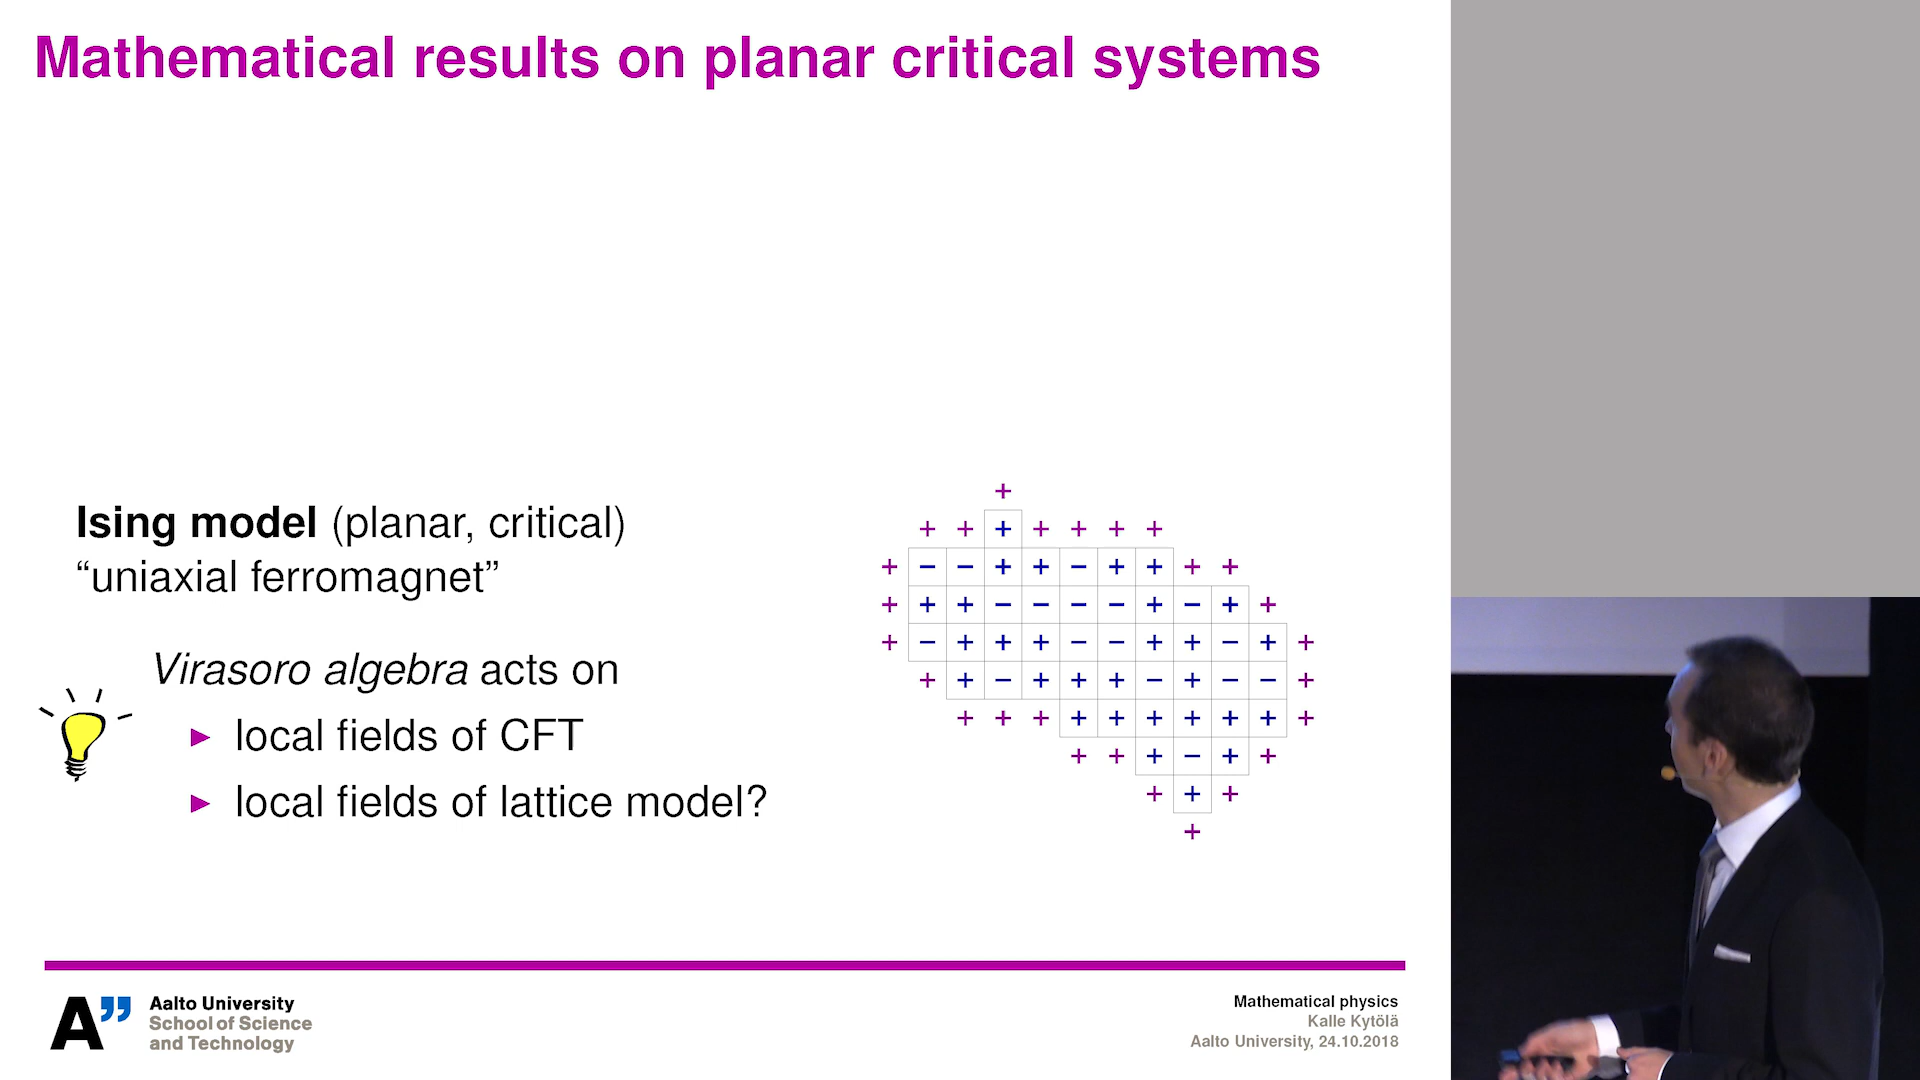 Mathematical results on planar critical systems
Ising model (planar, critical)
“uniaxial ferromagnet”
Virasoro algebra acts on
▶ local fields of CFT
▶ local fields of lattice model?
+
+ + + + + + +
+ − − + + − + + + +
+ + + − − − − + − + +
+ − + + + − − + + − + +
+ + − + + + − + − − +
+ + + + + + + + + +
+ + + − + +
+ + +
+
A”
Aalto University
School of Science
and Technology
Mathematical physics
Kalle Kytölä
Aalto University, 24.10.2018